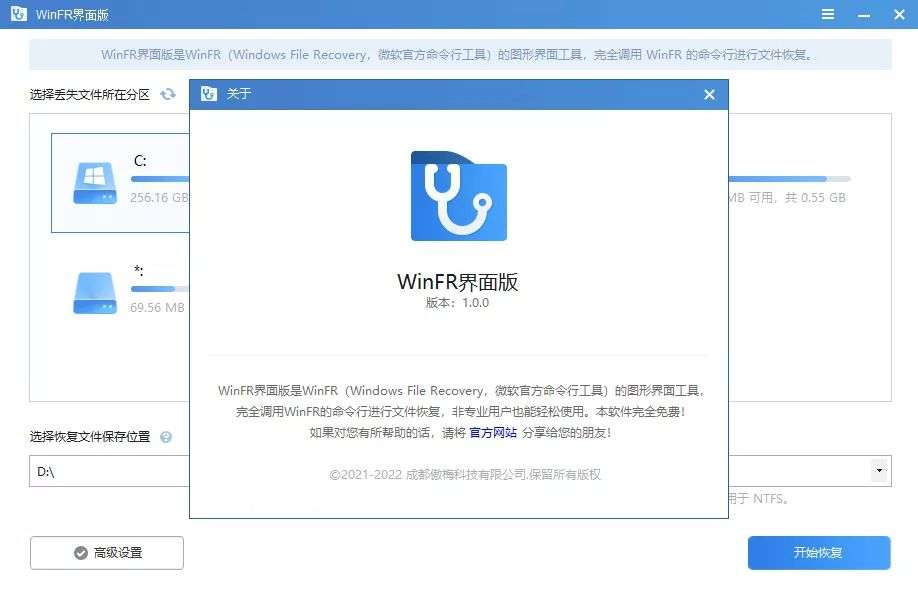 WinFR界面版
WinFR界面版是WinFR（Windows File Recovery，微软官方命令行工具）的图形界面工具，完全调用 WinFR 的命令行进行文件恢复。
选择丢失文件所在分区
关于
C:
256.16 GB
MB 可用，共 0.55 GB
*:
69.56 MB
WinFR界面版
版本：1.0.0
WinFR界面版是WinFR（Windows File Recovery，微软官方命令行工具）的图形界面工具，
完全调用WinFR的命令行进行文件恢复，非专业用户也能轻松使用。本软件完全免费！
如果对您有所帮助的话，请将 官方网站 分享给您的朋友！
©2021-2022 成都傲梅科技有限公司.保留所有版权
选择恢复文件保存位置
D:\
用于 NTFS。
高级设置
开始恢复